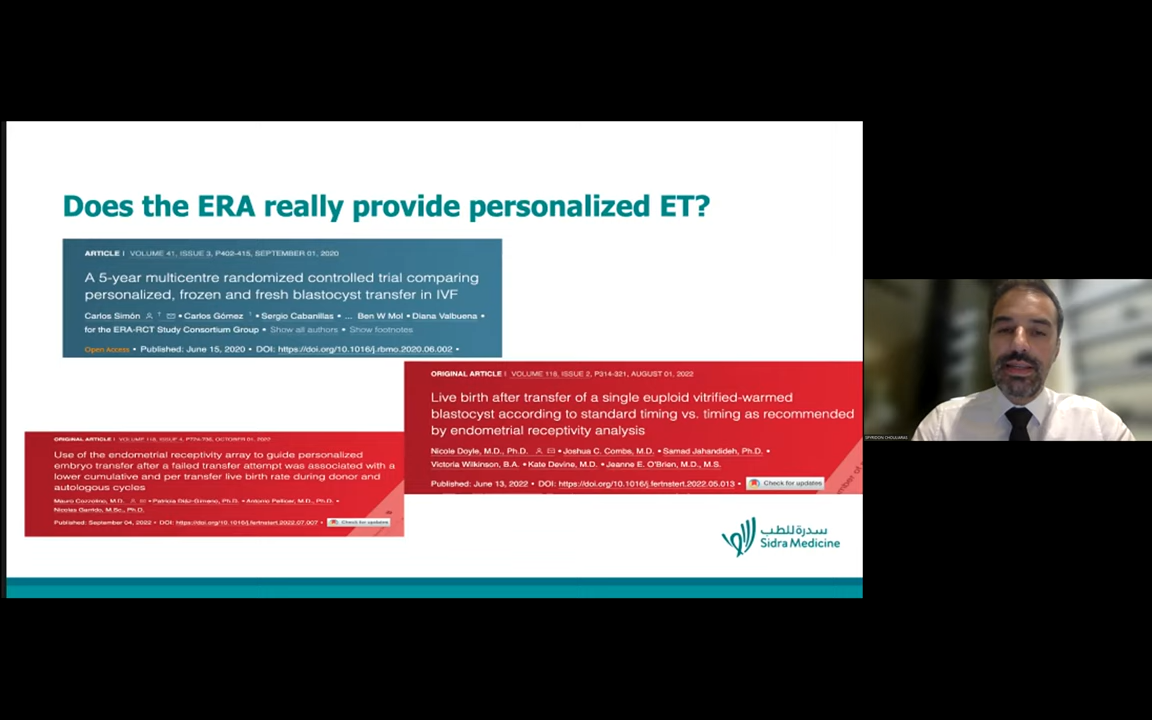 Does the ERA really provide personalized ET?
ARTICLE | VOLUME 41, ISSUE 3, P402-415, SEPTEMBER 01, 2020
A 5-year multicentre randomized controlled trial comparing
personalized, frozen and fresh blastocyst transfer in IVF
Carlos Simón • Carlos Gómez • Sergio Cabanillas • ... Ben W Mol • Diana Valbuena •
for the ERA-RCT Study Consortium Group • Show all authors • Show footnotes
Open Access • Published: June 15, 2020 • DOI: https://doi.org/10.1016/j.rbmo.2020.06.002 •
ORIGINAL ARTICLE | VOLUME 118, ISSUE 2, P314-321, AUGUST 01, 2022
Live birth after transfer of a single euploid vitrified-warmed
blastocyst according to standard timing vs. timing as recommended
by endometrial receptivity analysis
Nicole Doyle, M.D., Ph.D. • Joshua C. Combs, M.D. • Samad Jahandideh, Ph.D. •
Victoria Wilkinson, B.A. • Kate Devine, M.D. • Jeanne E. O'Brien, M.D., M.S.
Published: June 13, 2022 • DOI: https://doi.org/10.1016/j.fertnstert.2022.05.013 • Check for updates
ORIGINAL ARTICLE | VOLUME 118, ISSUE 4, P724-736, OCTOBER 01, 2022
Use of the endometrial receptivity array to guide personalized
embryo transfer after a failed transfer attempt was associated with a
lower cumulative and per transfer live birth rate during donor and
autologous cycles
Mauro Cozzolino, M.D. • Patricia Díaz-Gimeno, Ph.D. • Antonio Pellicer, M.D., Ph.D. •
Nicolas Garrido, M.Sc., Ph.D.
Published: September 04, 2022 • DOI: https://doi.org/10.1016/j.fertnstert.2022.07.007 • Check for updates
سدرة للطب
Sidra Medicine
SPYRIDON CHOULIARAS